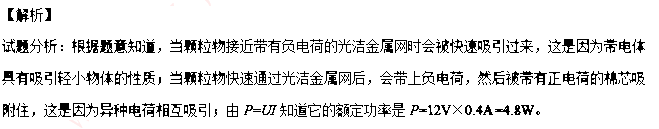 【解析】
试题分析：根据题意知道，当颗粒物接近带有负电荷的光洁金属网时会被快速吸引过来，这是因为带电体
具有吸引轻小物体的性质；当颗粒物快速通过光洁金属网后，会带上负电荷，然后被带有正电荷的棉芯吸
附住，这是因为异种电荷相互吸引；由 P=UI 知道它的额定功率是 P=12V×0.4A=4.8W。